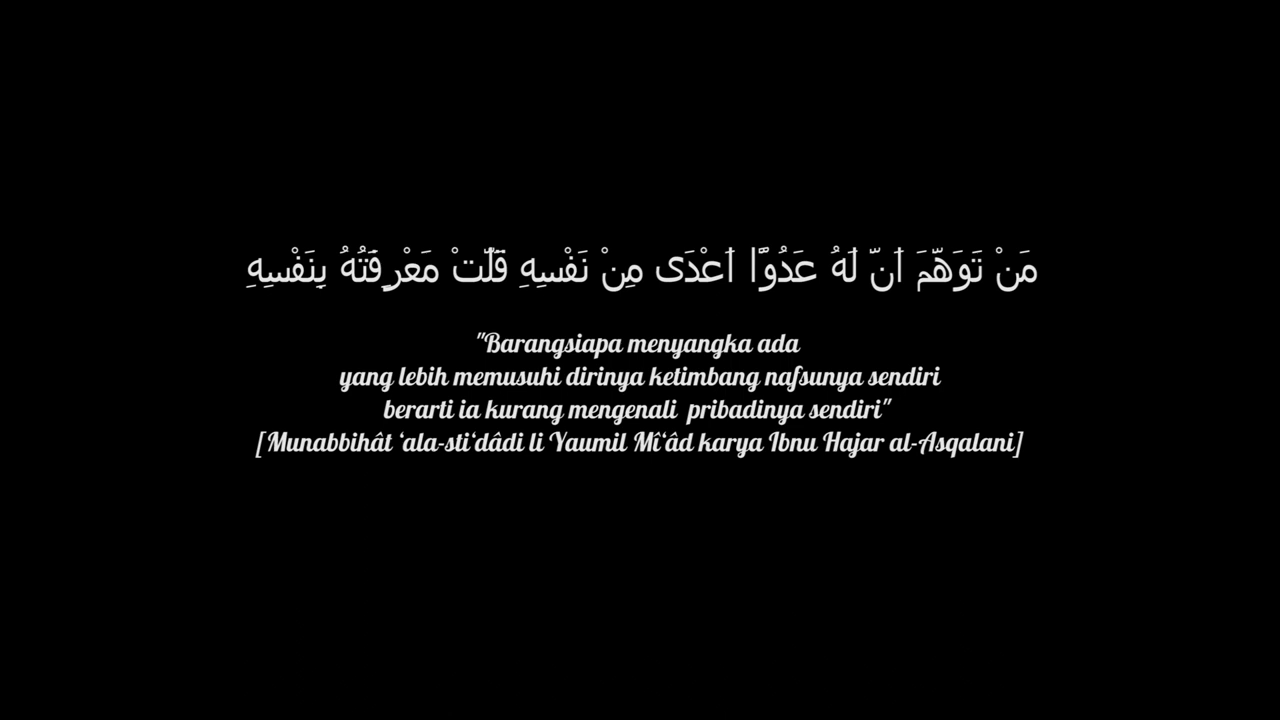 مَنْ تَوَهَّمَ اَنَّ لَهُ عَدُوًّا اَعْدَى مِنْ نَفْسِهِ قَلَّتْ مَعْرِفَتُهُ بِنَفْسِهِ
"Barangsiapa menyangka ada
yang lebih memusuhi dirinya ketimbang nafsunya sendiri
berarti ia kurang mengenali  pribadinya sendiri"
[Munabbihât ‘ala-sti‘dâdi li Yaumil Mî‘âd karya Ibnu Hajar al-Asqalani]